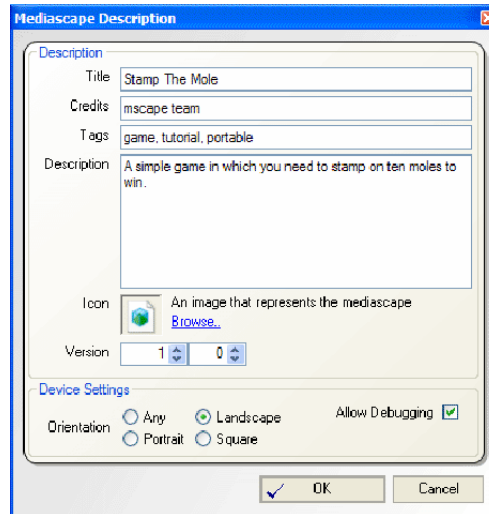 Mediascape Description
Description
Title Stamp The Mole
Credits mscape team
Tags game, tutorial, portable
Description A simple game in which you need to stamp on ten moles to
win.
Icon An image that represents the mediascape
Browse..
Version 1 0
Device Settings
Orientation Any Landscape Allow Debugging
Portrait Square
OK Cancel